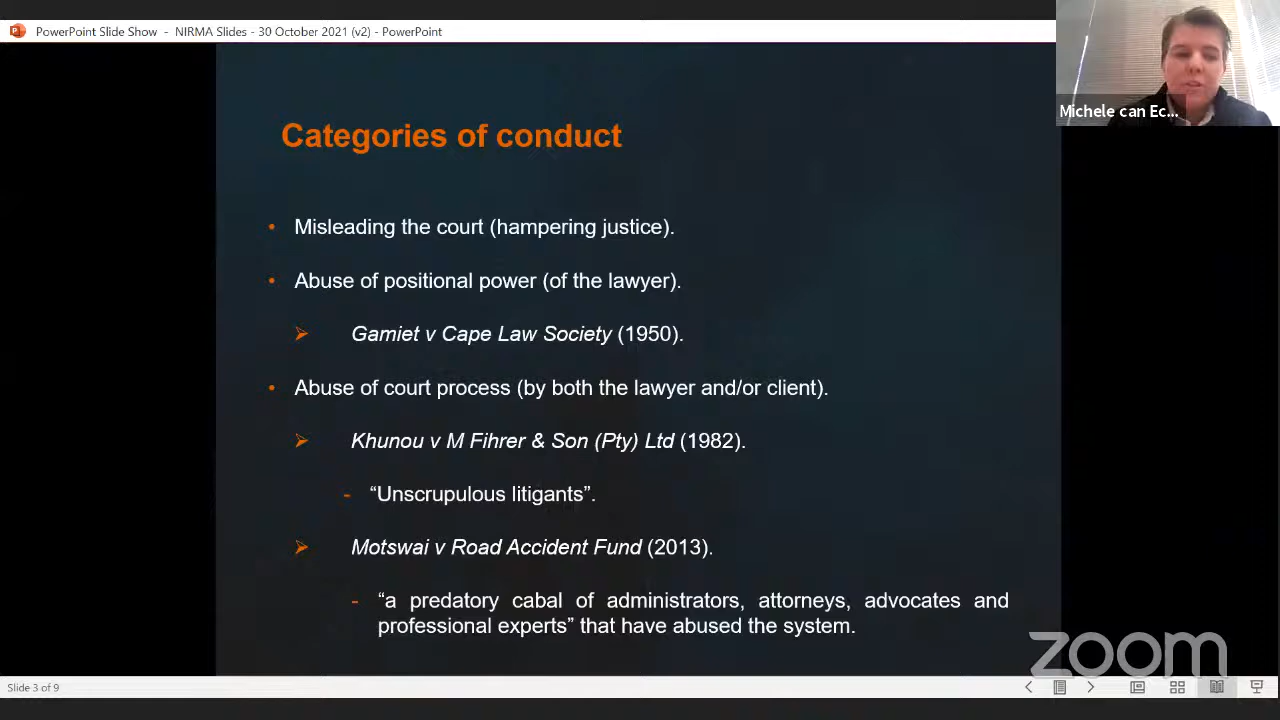 PowerPoint Slide Show - NIRMA Slides - 30 October 2021 (v2) - PowerPoint
Michele can Ec...
Categories of conduct
• Misleading the court (hampering justice).
• Abuse of positional power (of the lawyer).
➢ Gamiet v Cape Law Society (1950).
• Abuse of court process (by both the lawyer and/or client).
➢ Khunou v M Fihrer & Son (Pty) Ltd (1982).
- “Unscrupulous litigants”.
➢ Motswai v Road Accident Fund (2013).
- “a predatory cabal of administrators, attorneys, advocates and
professional experts” that have abused the system.
zoom
Slide 3 of 9